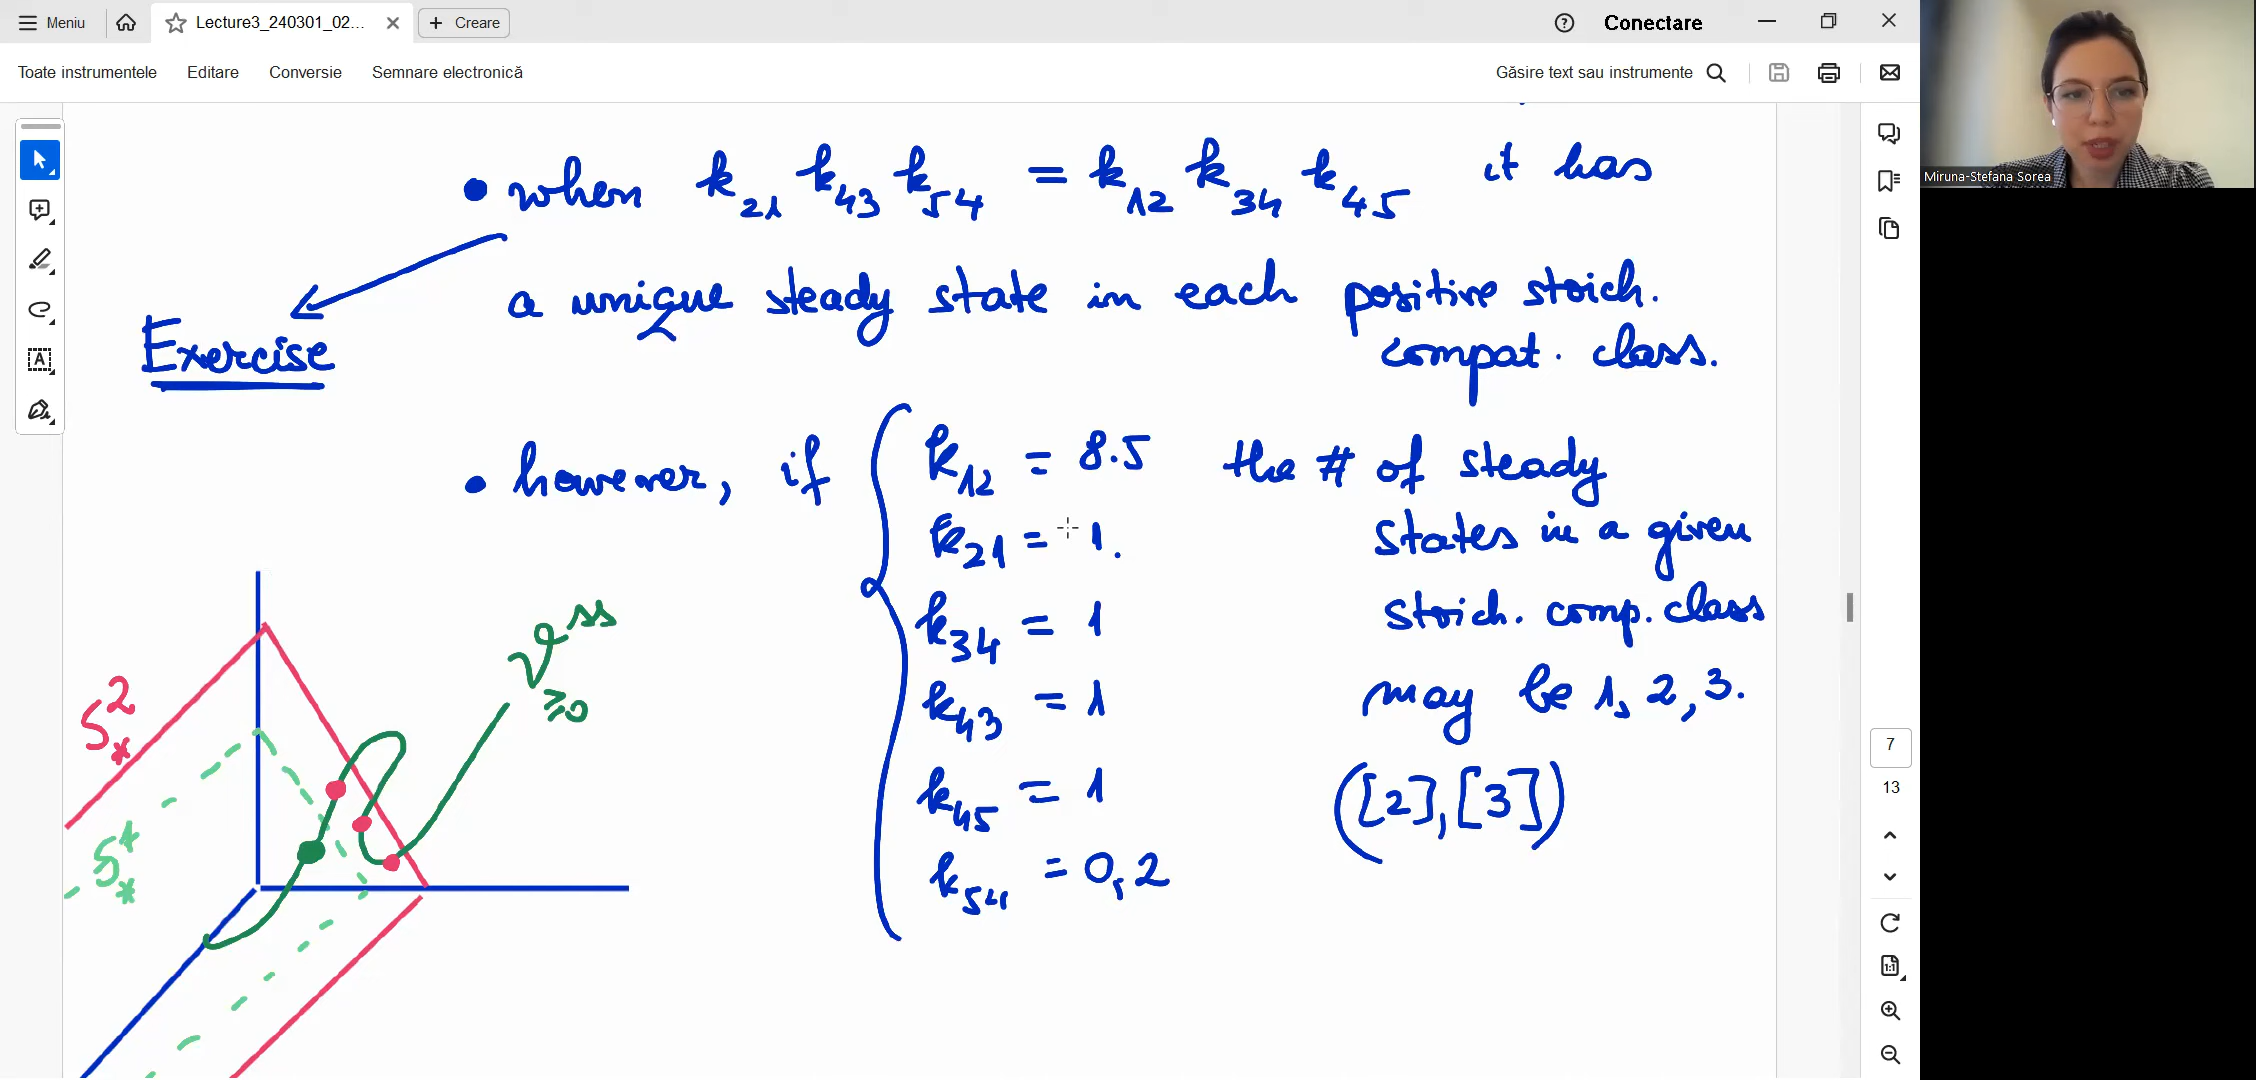 Meniu
Lecture3_240301_02...
Creare
Conectare
Toate instrumentele
Editare
Conversie
Semnare electronică
Găsire text sau instrumente
Miruna-Stefana Sorea
• when k₂₁ k₄₃ k₅₄ = k₁₂ k₃₄ k₄₅ it has
a unique steady state in each positive stoich.
compat. class.
Exercise
• however, if
k₁₂ = 8.5
k₂₁ = 1.
k₃₄ = 1
k₄₃ = 1
k₄₅ = 1
k₅₄ = 0,2
the # of steady
states in a given
stoich. comp. class
may be 1, 2, 3.
([2], [3])
S²*
S¹*
V^ss ≥0
7
13
1:1